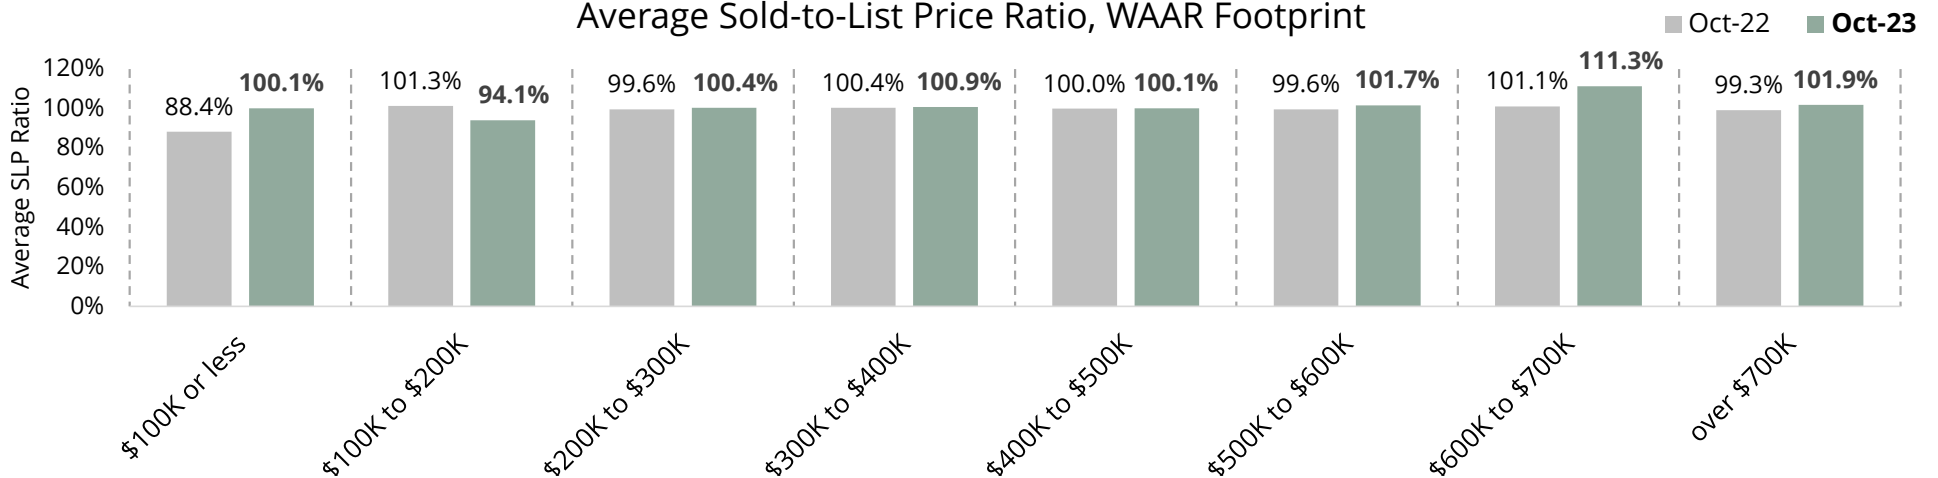 Average Sold-to-List Price Ratio, WAAR Footprint
Oct-22
Oct-23
Average SLP Ratio
120%
100%
80%
60%
40%
20%
0%
88.4%
100.1%
101.3%
94.1%
99.6%
100.4%
100.4%
100.9%
100.0%
100.1%
99.6%
101.7%
101.1%
111.3%
99.3%
101.9%
$100K or less
$100K to $200K
$200K to $300K
$300K to $400K
$400K to $500K
$500K to $600K
$600K to $700K
over $700K